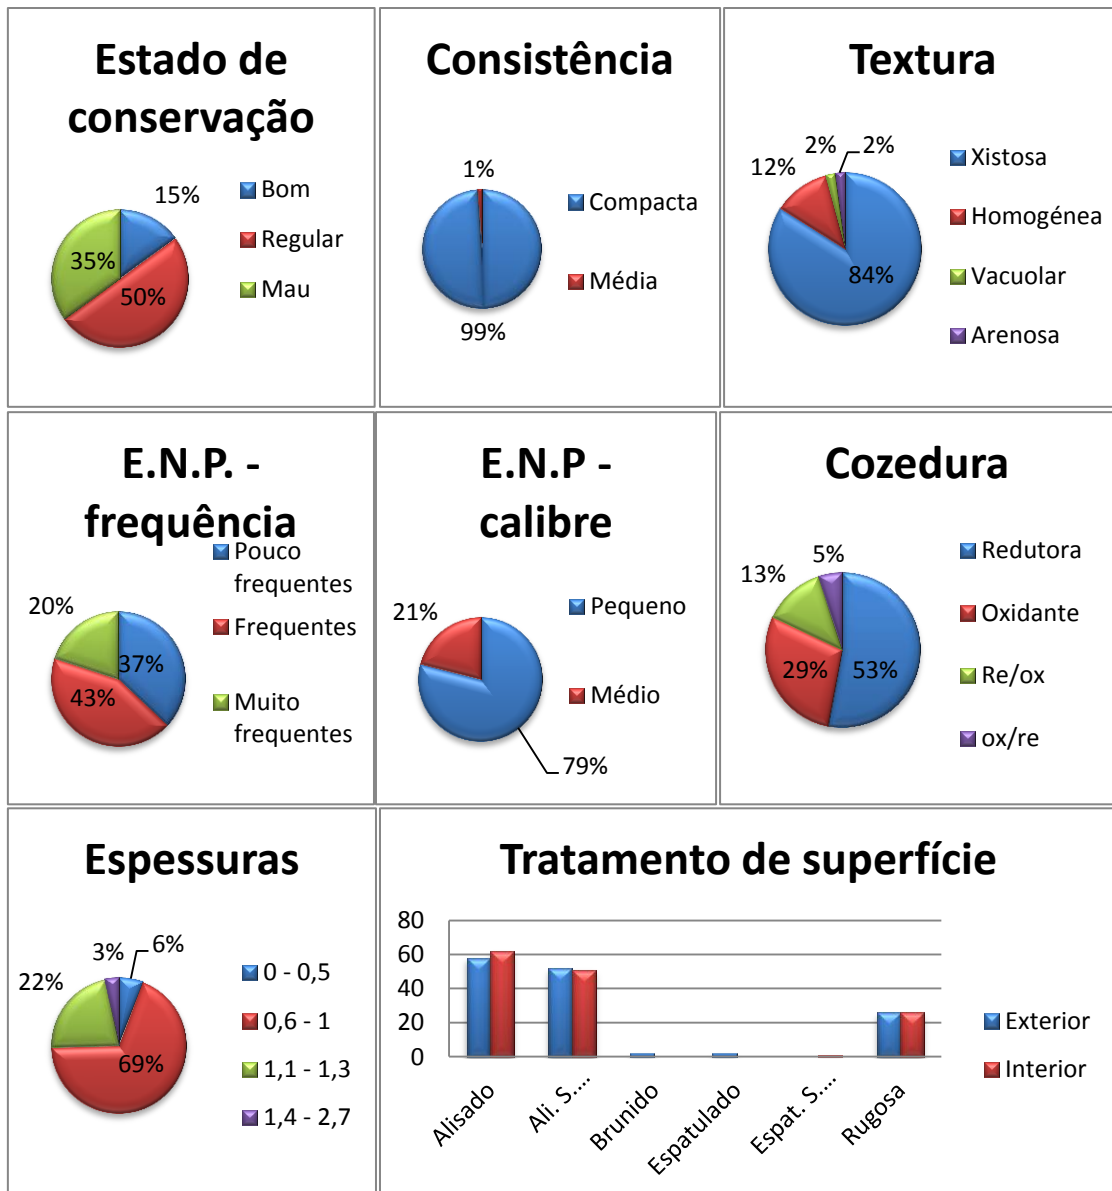 Estado de
conservação
15%
35%
50%
Bom
Regular
Mau
Consistência
1%
99%
Compacta
Média
Textura
2%
2%
12%
84%
Xistosa
Homogénea
Vacuolar
Arenosa
E.N.P. -
frequência
20%
37%
43%
Pouco
frequentes
Frequentes
Muito
frequentes
E.N.P -
calibre
21%
79%
Pequeno
Médio
Cozedura
5%
13%
29%
53%
Redutora
Oxidante
Re/ox
ox/re
Espessuras
3%
6%
22%
69%
0 - 0,5
0,6 - 1
1,1 - 1,3
1,4 - 2,7
Tratamento de superfície
80
60
40
20
0
Alisado
Ali. S....
Brunido
Espatulado
Espat. S....
Rugosa
Exterior
Interior